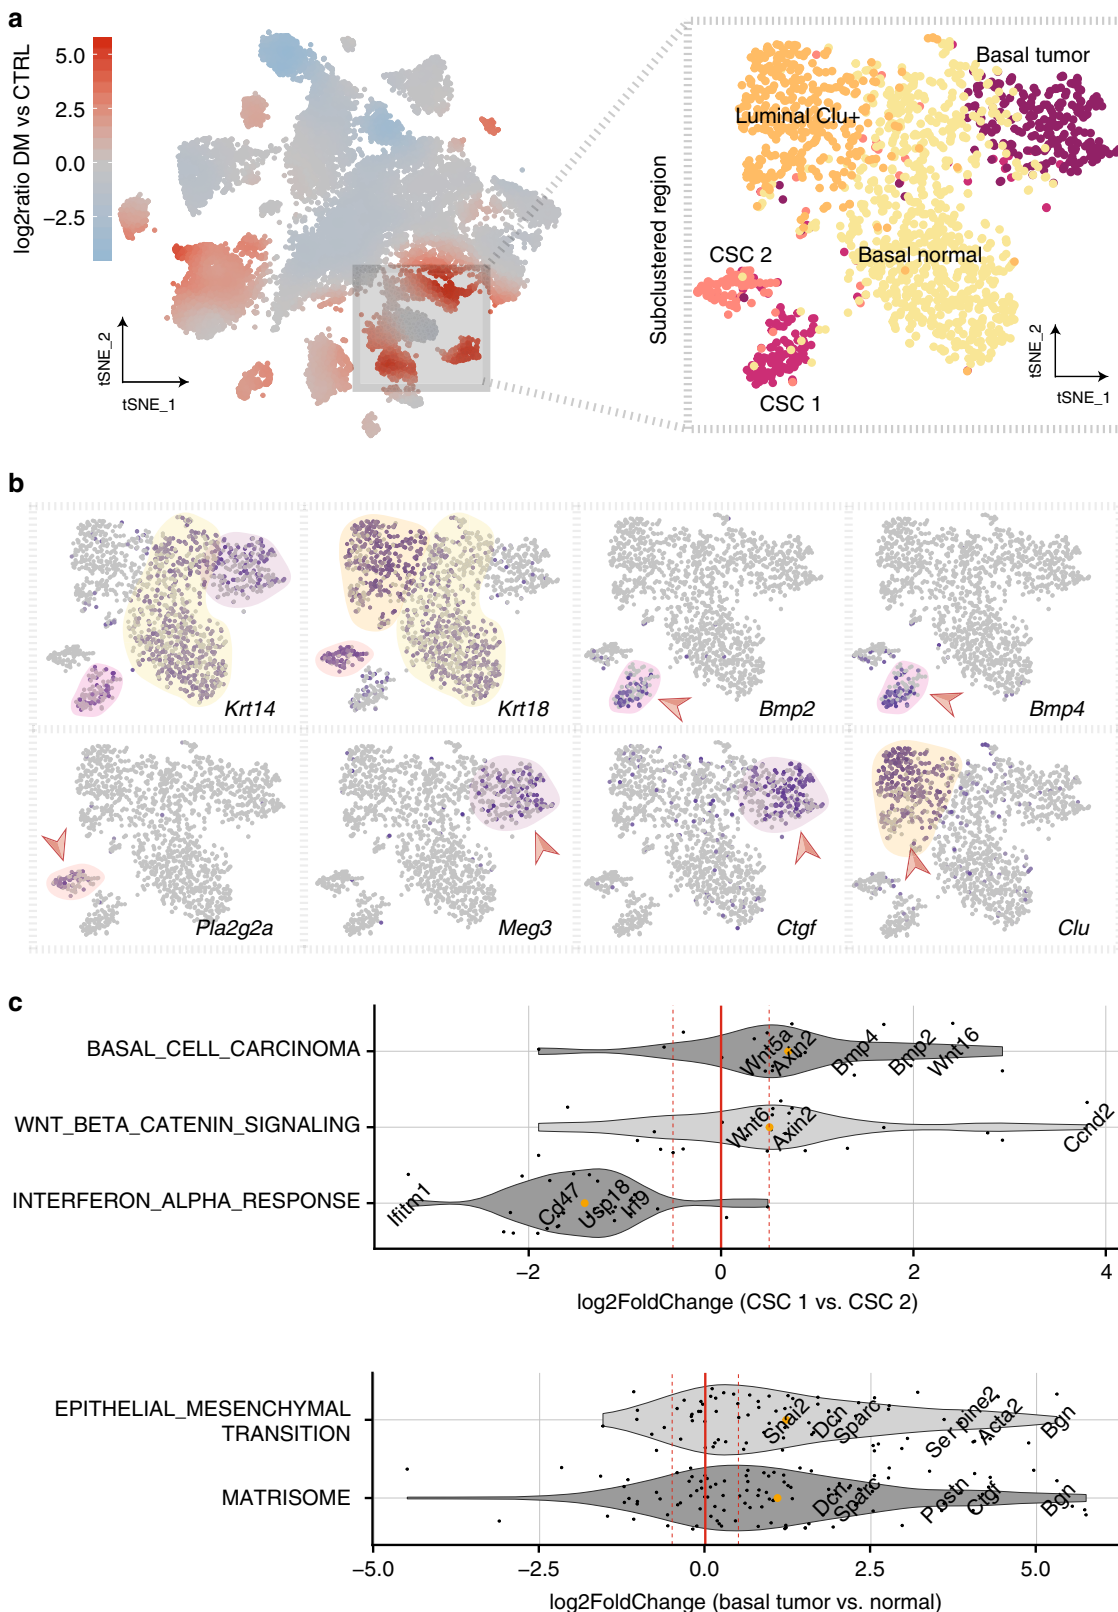 a
log2ratio DM vs CTRL
5.0
2.5
0.0
−2.5
tSNE_2
tSNE_1
Subclustered region
Basal tumor
Luminal Clu+
CSC 2
Basal normal
CSC 1
tSNE_2
tSNE_1
b
Krt14
Krt18
Bmp2
Bmp4
Pla2g2a
Meg3
Ctgf
Clu
c
BASAL_CELL_CARCINOMA
Wnt5a
Axin2
Bmp4
Bmp2
Wnt16
WNT_BETA_CATENIN_SIGNALING
Wnt6
Axin2
Ccnd2
INTERFERON_ALPHA_RESPONSE
Ifitm1
Cd47
Usp18
Irf9
−2
0
2
4
log2FoldChange (CSC 1 vs. CSC 2)
EPITHELIAL_MESENCHYMAL
TRANSITION
Snai2
Dcn
Sparc
Ser pine2
Acta2
Bgn
MATRISOME
Dcn
Sparc
Postn
Ctgf
Bgn
−5.0
−2.5
0.0
2.5
5.0
log2FoldChange (basal tumor vs. normal)